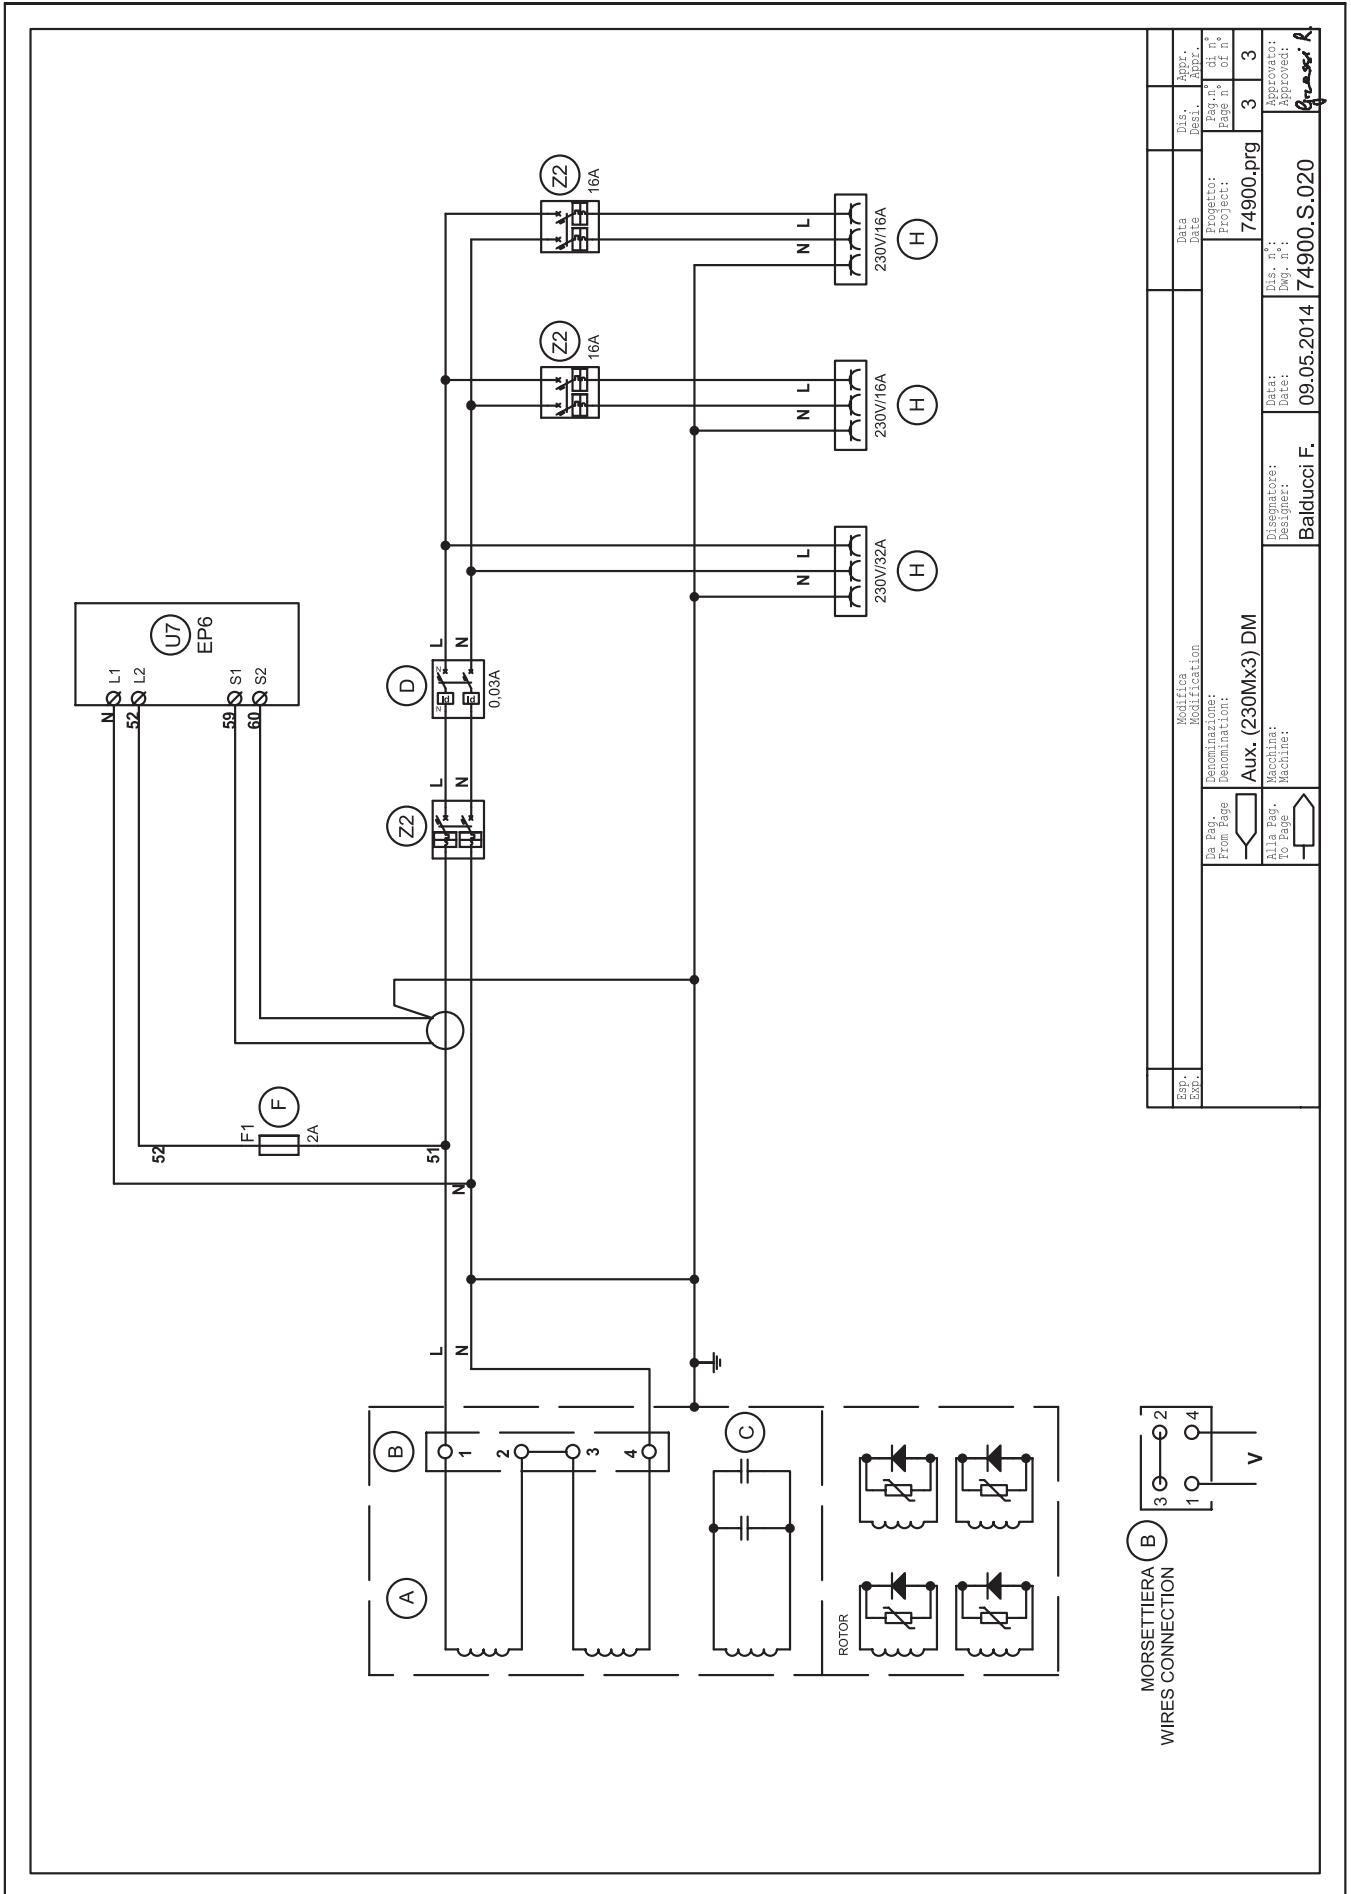 U7
EP6
L1
L2
S1
S2
N
52
59
60
52
F1
F
2A
51
N
L
N
Z2
L
N
D
N
N
Id
Id
0,03A
L
N
Z2
16A
Z2
16A
N
L
230V/32A
H
N
L
230V/16A
H
N
L
230V/16A
H
A
B
1
2
3
4
C
ROTOR
MORSETTIERA
WIRES CONNECTION
B
3
2
1
4
V
Esp.
Exp.
Modifica
Modification
Data
Date
Dis.
Desi.
Appr.
Appr.
Da Pag.
From Page
Denominazione:
Denomination:
Aux. (230Mx3) DM
Progetto:
Project:
74900.prg
Pag.n°
Page n°
3
di n°
of n°
3
Alla Pag.
To Page
Macchina:
Machine:
Disegnatore:
Designer:
Balducci F.
Data:
Date:
09.05.2014
Dis. n°:
Dwg. n°:
74900.S.020
Approvato:
Approved:
Grassi R.